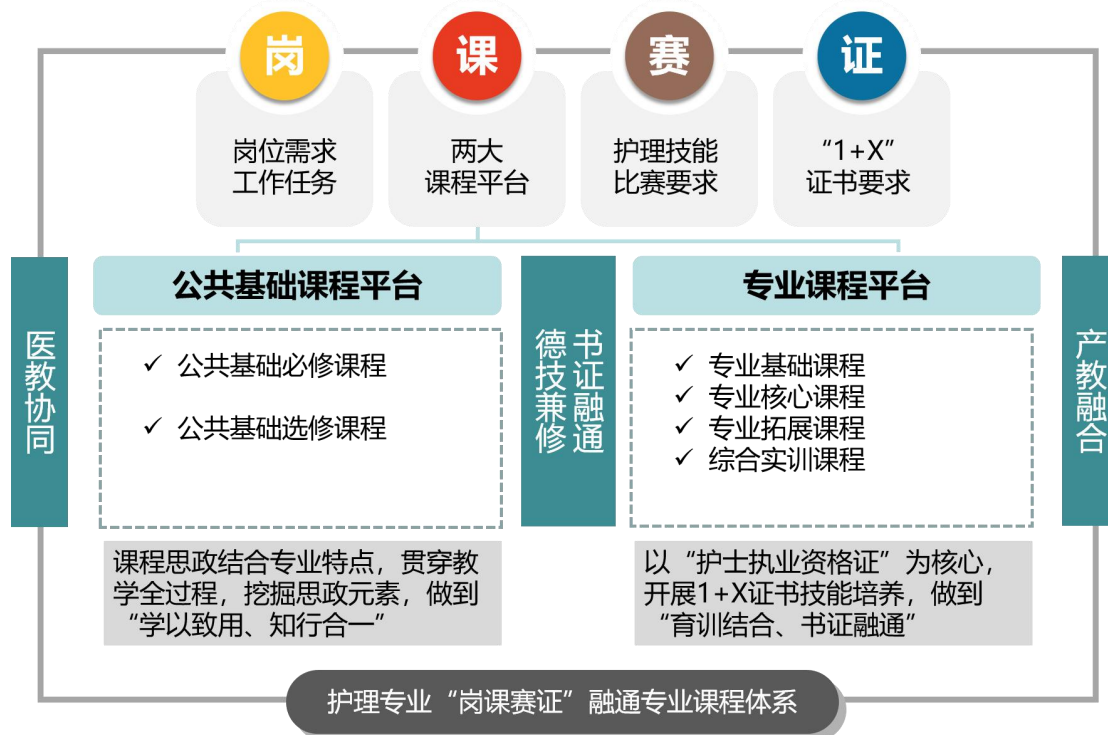 岗
课
赛
证
岗位需求
工作任务
两大
课程平台
护理技能
比赛要求
“1+X”
证书要求
医教协同
公共基础课程平台
✓ 公共基础必修课程
✓ 公共基础选修课程
课程思政结合专业特点，贯穿教
学全过程，挖掘思政元素，做到
“学以致用、知行合一”
书证融通
德技兼修
专业课程平台
✓ 专业基础课程
✓ 专业核心课程
✓ 专业拓展课程
✓ 综合实训课程
以“护士执业资格证”为核心，
开展1+X证书技能培养，做到
“育训结合、书证融通”
产教融合
护理专业“岗课赛证”融通专业课程体系